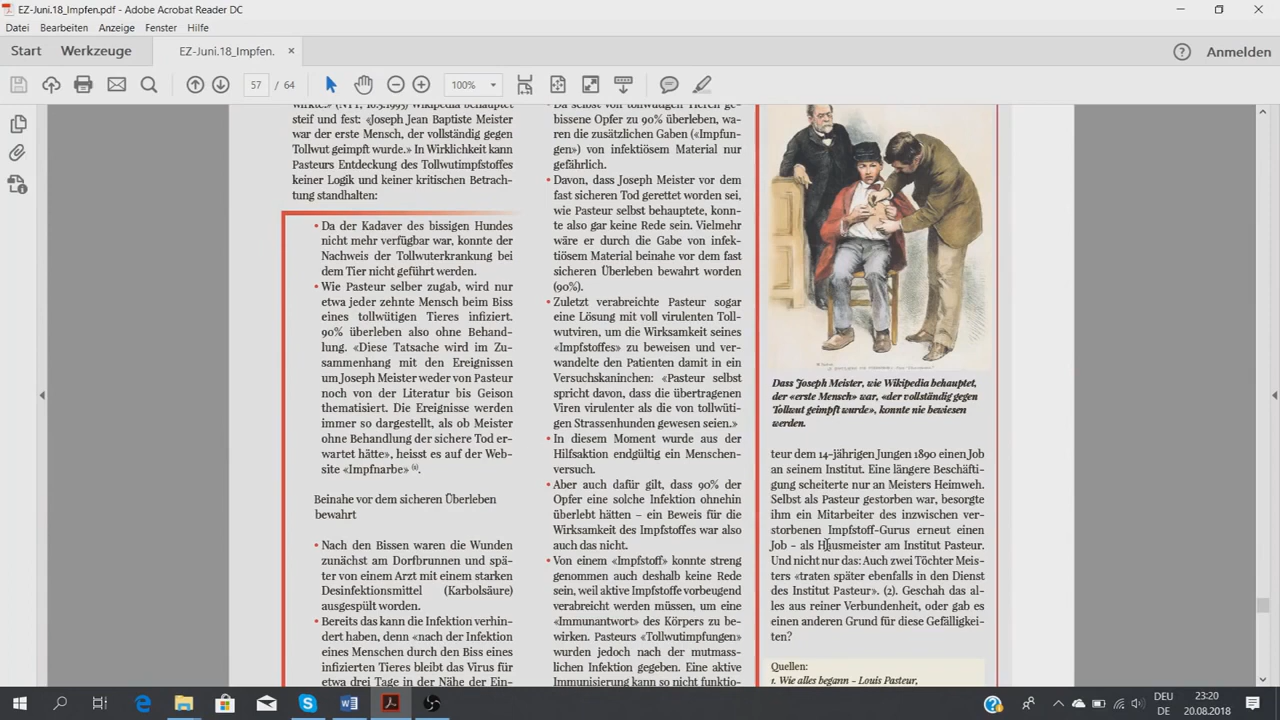 EZ-Juni.18_Impfen.pdf - Adobe Acrobat Reader DC
Datei Bearbeiten Anzeige Fenster Hilfe
Start Werkzeuge EZ-Juni.18_Impfen. × Anmelden
57 / 64 100%
steif und fest: «Joseph Jean Baptiste Meister
war der erste Mensch, der vollständig gegen
Tollwut geimpft wurde.» In Wirklichkeit kann
Pasteurs Entdeckung des Tollwutimpfstoffes
keiner Logik und keiner kritischen Betrach-
tung standhalten:
• Da der Kadaver des bissigen Hundes
nicht mehr verfügbar war, konnte der
Nachweis der Tollwuterkrankung bei
dem Tier nicht geführt werden.
• Wie Pasteur selber zugab, wird nur
etwa jeder zehnte Mensch beim Biss
eines tollwütigen Tieres infiziert.
90% überleben also ohne Behand-
lung. «Diese Tatsache wird im Zu-
sammenhang mit den Ereignissen
um Joseph Meister weder von Pasteur
noch von der Literatur bis Geison
thematisiert. Die Ereignisse werden
immer so dargestellt, als ob Meister
ohne Behandlung der sichere Tod er-
wartet hätte», heisst es auf der Web-
site «Impfnarbe»
Beinahe vor dem sicheren Überleben
bewahrt
• Nach den Bissen waren die Wunden
zunächst am Dorfbrunnen und spä-
ter von einem Arzt mit einem starken
Desinfektionsmittel (Karbolsäure)
ausgespült worden.
• Bereits das kann die Infektion verhin-
dert haben, denn «nach der Infektion
eines Menschen durch den Biss eines
infizierten Tieres bleibt das Virus für
etwa drei Tage in der Nähe der Ein-
• Da selbst von tollwütigen Tieren ge-
bissene Opfer zu 90% überleben, wa-
ren die zusätzlichen Gaben («Impfun-
gen») von infektiösem Material nur
gefährlich.
• Davon, dass Joseph Meister vor dem
fast sicheren Tod gerettet worden sei,
wie Pasteur selbst behauptete, konn-
te also gar keine Rede sein. Vielmehr
wäre er durch die Gabe von infek-
tiösem Material beinahe vor dem fast
sicheren Überleben bewahrt worden
(90%).
• Zuletzt verabreichte Pasteur sogar
eine Lösung mit voll virulenten Toll-
wutviren, um die Wirksamkeit seines
«Impfstoffes» zu beweisen und ver-
wandelte den Patienten damit in ein
Versuchskaninchen: «Pasteur selbst
spricht davon, dass die übertragenen
Viren virulenter als die von tollwüti-
gen Strassenhunden gewesen seien.»
• In diesem Moment wurde aus der
Hilfsaktion endgültig ein Menschen-
versuch.
• Aber auch dafür gilt, dass 90% der
Opfer eine solche Infektion ohnehin
überlebt hätten – ein Beweis für die
Wirksamkeit des Impfstoffes war also
auch das nicht.
• Von einem «Impfstoff» konnte streng
genommen auch deshalb keine Rede
sein, weil aktive Impfstoffe vorbeugend
verabreicht werden müssen, um eine
«Immunantwort» des Körpers zu be-
wirken. Pasteurs «Tollwutimpfungen»
wurden jedoch nach der mutmass-
lichen Infektion gegeben. Eine aktive
Immunisierung kann so nicht funktio-
Dass Joseph Meister, wie Wikipedia behauptet,
der «erste Mensch» war, «der vollständig gegen
Tollwut geimpft wurde», konnte nie bewiesen
werden.
teur dem 14-jährigen Jungen 1890 einen Job
an seinem Institut. Eine längere Beschäfti-
gung scheiterte nur an Meisters Heimweh.
Selbst als Pasteur gestorben war, besorgte
ihm ein Mitarbeiter des inzwischen ver-
storbenen Impfstoff-Gurus erneut einen
Job – als Hausmeister am Institut Pasteur.
Und nicht nur das: Auch zwei Töchter Meis-
ters «traten später ebenfalls in den Dienst
des Institut Pasteur». (2). Geschah das al-
les aus reiner Verbundenheit, oder gab es
einen anderen Grund für diese Gefälligkei-
ten?
Quellen:
1. Wie alles begann – Louis Pasteur,
DEU 23:20
DE 20.08.2018